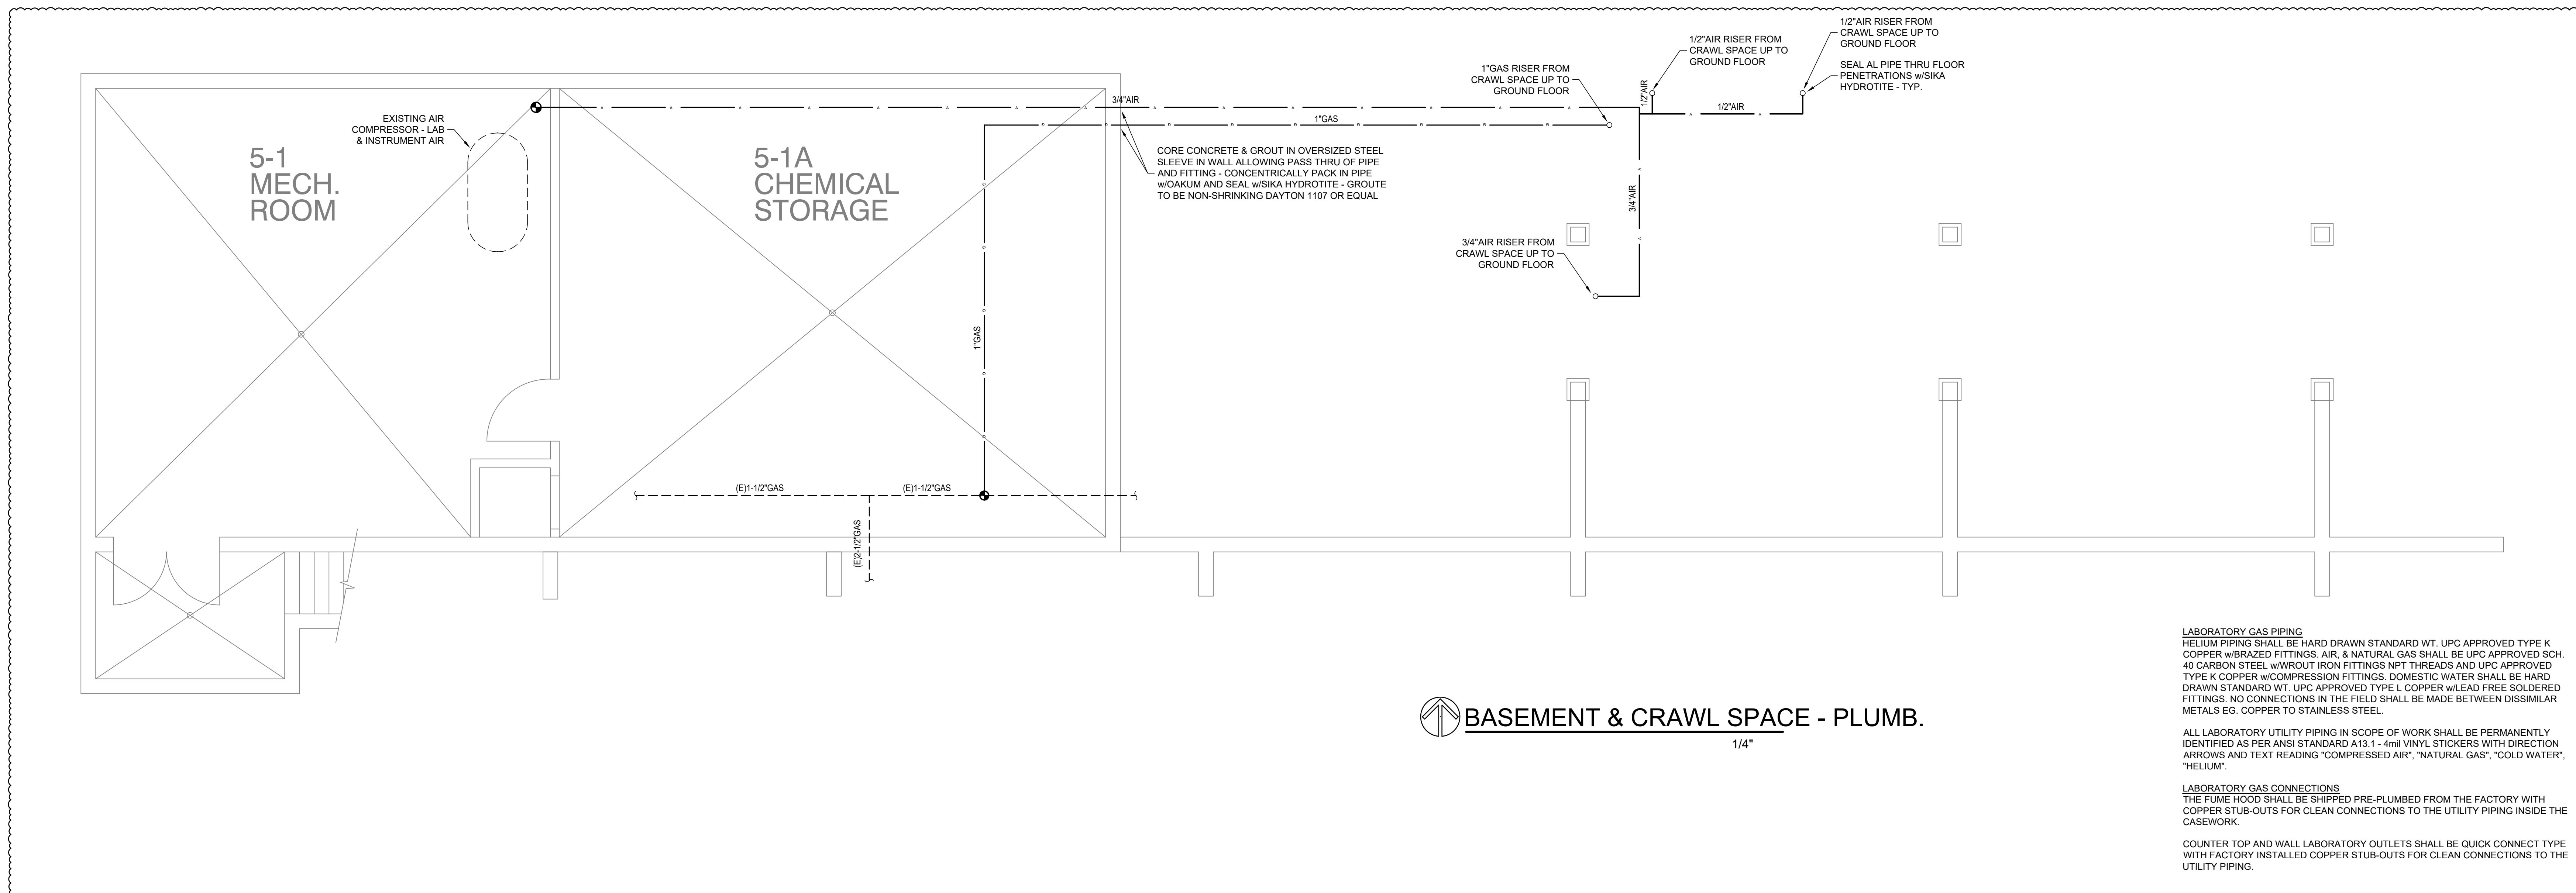 1/2"AIR RISER FROM
CRAWL SPACE UP TO
GROUND FLOOR
SEAL AL PIPE THRU FLOOR
PENETRATIONS w/SIKA
HYDROTITE - TYP.
1/2"AIR RISER FROM
CRAWL SPACE UP TO
GROUND FLOOR
1"GAS RISER FROM
CRAWL SPACE UP TO
GROUND FLOOR
3/4"AIR
1/2"AIR
1/2"AIR
1"GAS
EXISTING AIR
COMPRESSOR - LAB
& INSTRUMENT AIR
5-1
MECH.
ROOM
5-1A
CHEMICAL
STORAGE
CORE CONCRETE & GROUT IN OVERSIZED STEEL
SLEEVE IN WALL ALLOWING PASS THRU OF PIPE
AND FITTING - CONCENTRICALLY PACK IN PIPE
w/OAKUM AND SEAL w/SIKA HYDROTITE - GROUTE
TO BE NON-SHRINKING DAYTON 1107 OR EQUAL
3/4"AIR
3/4"AIR RISER FROM
CRAWL SPACE UP TO
GROUND FLOOR
1"GAS
(E)1-1/2"GAS
(E)1-1/2"GAS
(E)2-1/2"GAS
BASEMENT & CRAWL SPACE - PLUMB.
1/4"
LABORATORY GAS PIPING
HELIUM PIPING SHALL BE HARD DRAWN STANDARD WT. UPC APPROVED TYPE K
COPPER w/BRAZED FITTINGS. AIR, & NATURAL GAS SHALL BE UPC APPROVED SCH.
40 CARBON STEEL w/WROUT IRON FITTINGS NPT THREADS AND UPC APPROVED
TYPE K COPPER w/COMPRESSION FITTINGS. DOMESTIC WATER SHALL BE HARD
DRAWN STANDARD WT. UPC APPROVED TYPE L COPPER w/LEAD FREE SOLDERED
FITTINGS. NO CONNECTIONS IN THE FIELD SHALL BE MADE BETWEEN DISSIMILAR
METALS EG. COPPER TO STAINLESS STEEL.
ALL LABORATORY UTILITY PIPING IN SCOPE OF WORK SHALL BE PERMANENTLY
IDENTIFIED AS PER ANSI STANDARD A13.1 - 4mil VINYL STICKERS WITH DIRECTION
ARROWS AND TEXT READING "COMPRESSED AIR", "NATURAL GAS", "COLD WATER",
"HELIUM".
LABORATORY GAS CONNECTIONS
THE FUME HOOD SHALL BE SHIPPED PRE-PLUMBED FROM THE FACTORY WITH
COPPER STUB-OUTS FOR CLEAN CONNECTIONS TO THE UTILITY PIPING INSIDE THE
CASEWORK.
COUNTER TOP AND WALL LABORATORY OUTLETS SHALL BE QUICK CONNECT TYPE
WITH FACTORY INSTALLED COPPER STUB-OUTS FOR CLEAN CONNECTIONS TO THE
UTILITY PIPING.